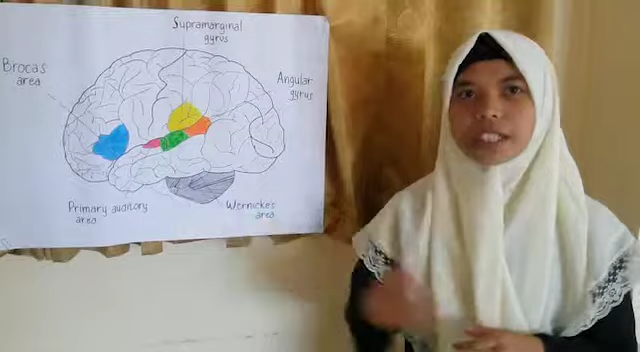 Supramarginal
gyrus
Brocas
area
Angular
gyrus
Primary auditory
area
Wernickes
area